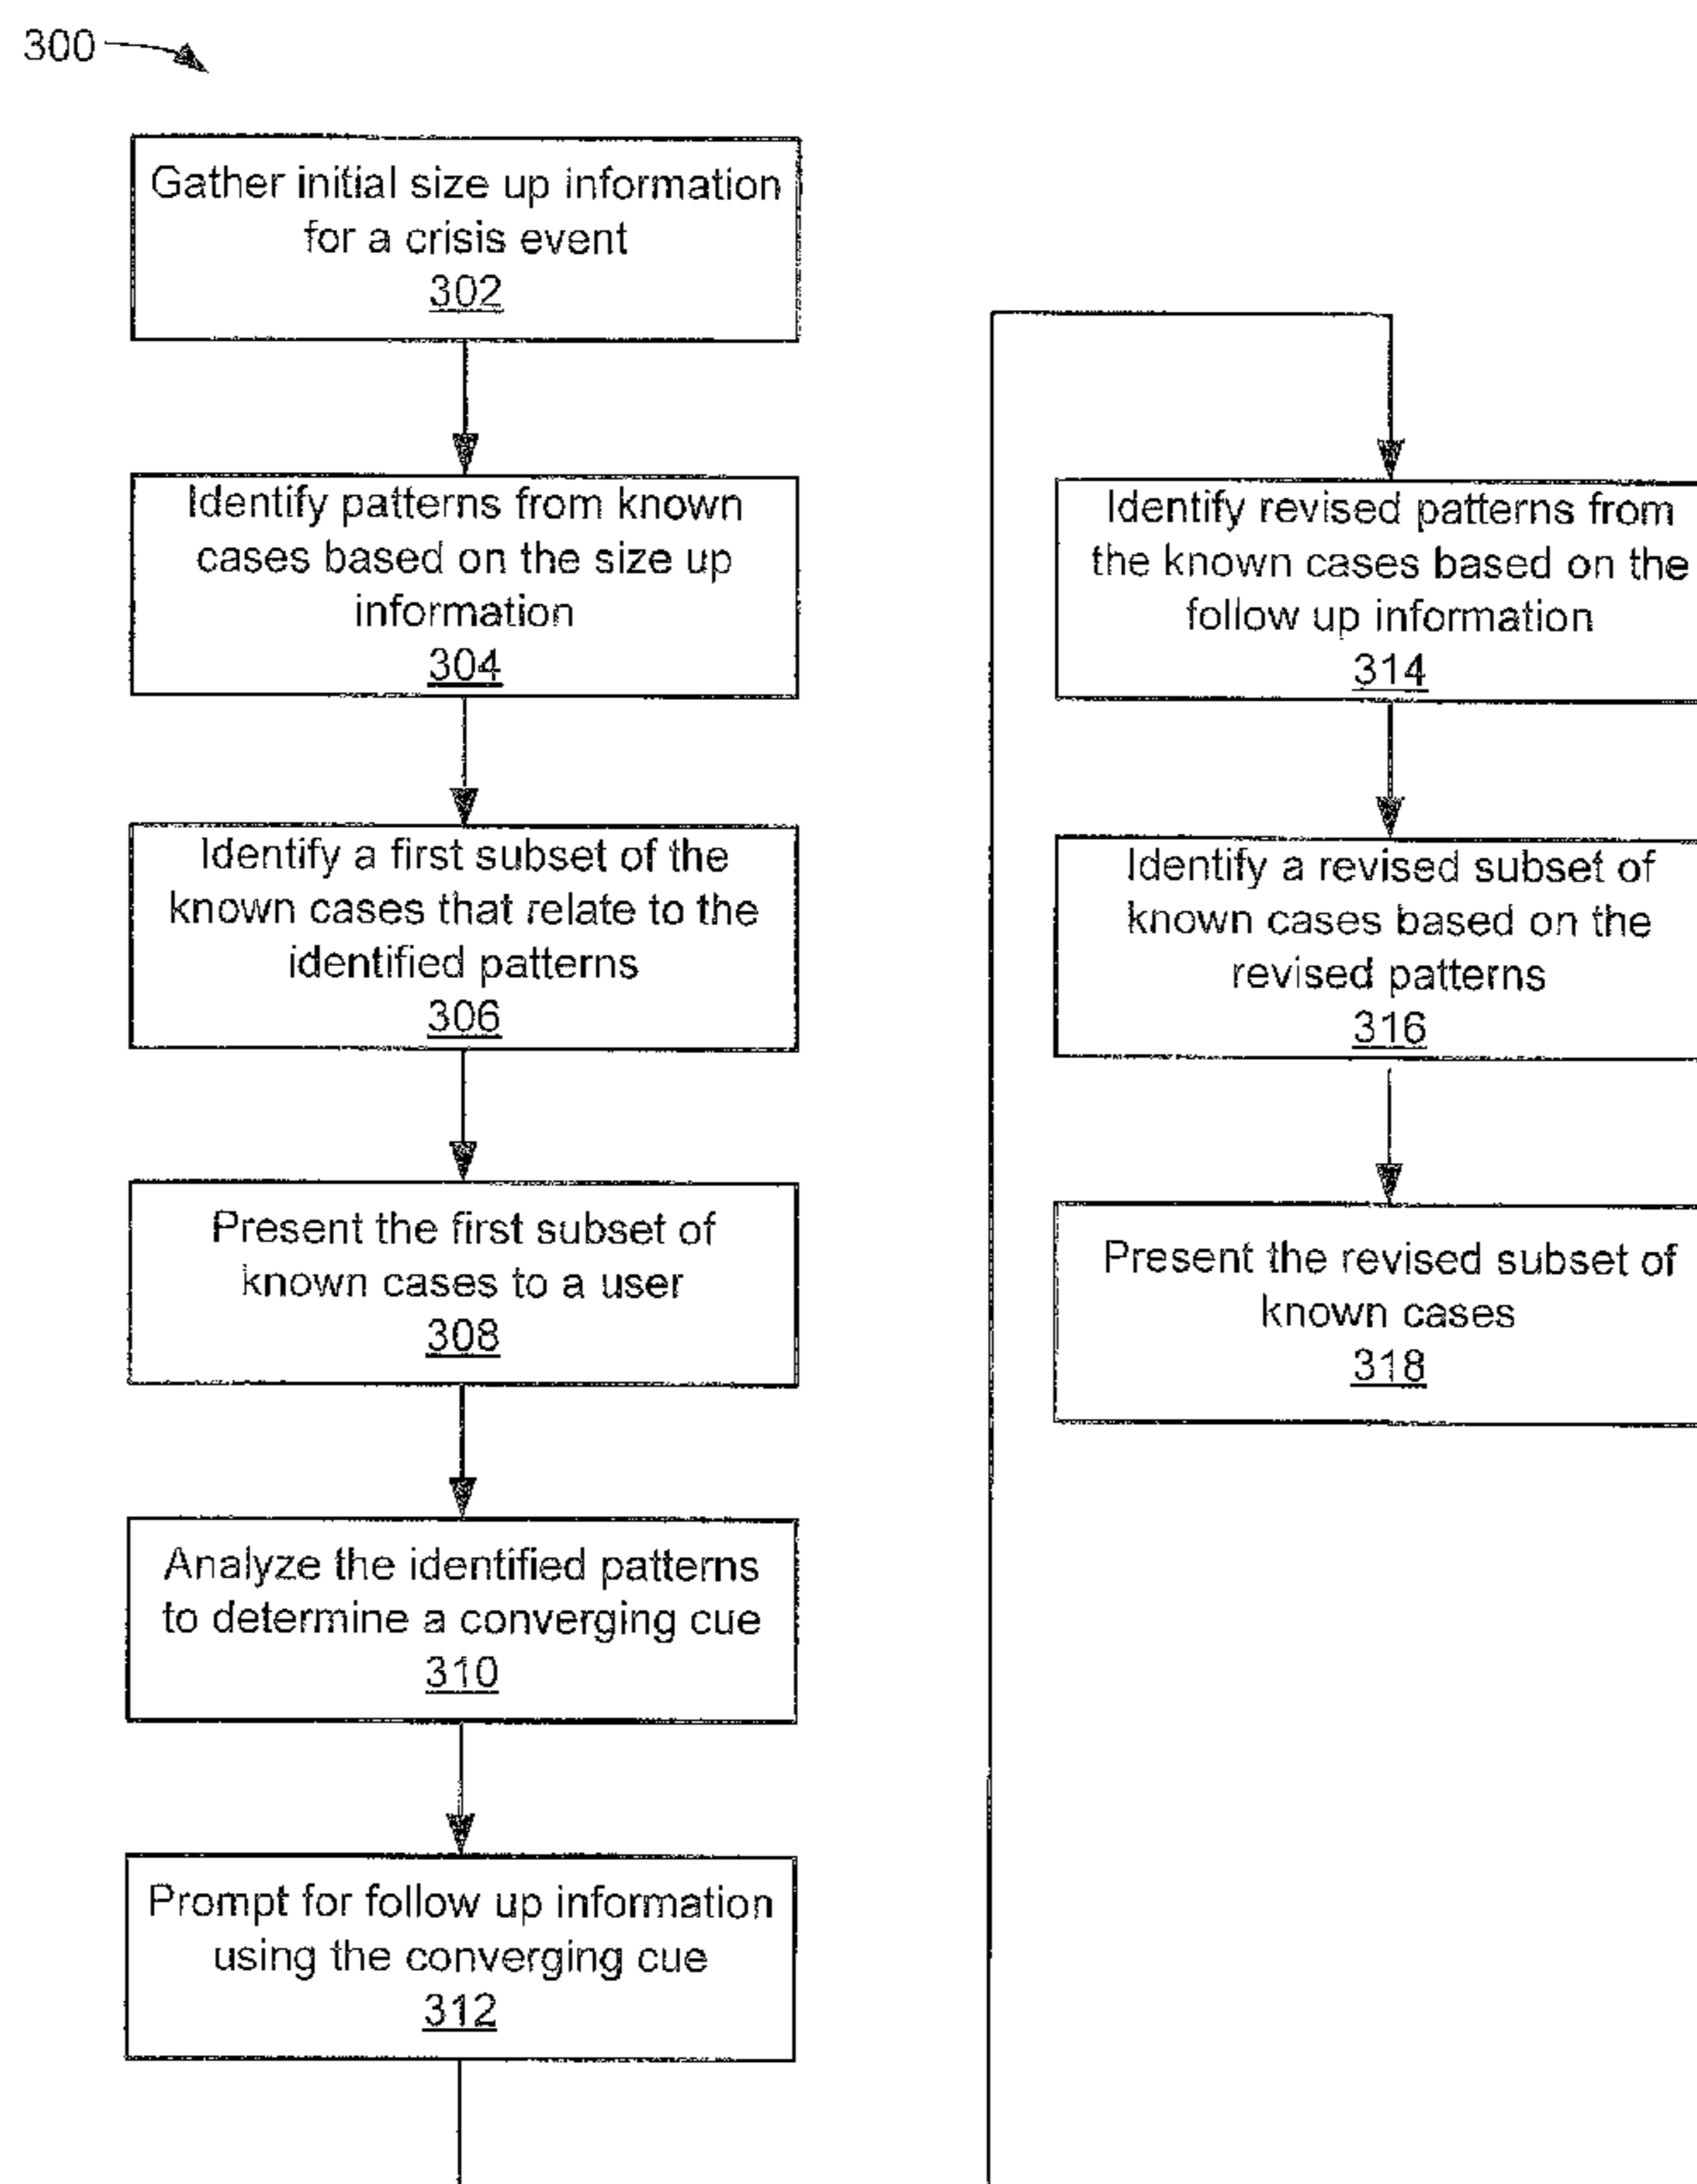 300
Gather initial size up information
for a crisis event
302
Identify patterns from known
cases based on the size up
information
304
Identify a first subset of the
known cases that relate to the
identified patterns
306
Present the first subset of
known cases to a user
308
Analyze the identified patterns
to determine a converging cue
310
Prompt for follow up information
using the converging cue
312
Identify revised patterns from
the known cases based on the
follow up information
314
Identify a revised subset of
known cases based on the
revised patterns
316
Present the revised subset of
known cases
318